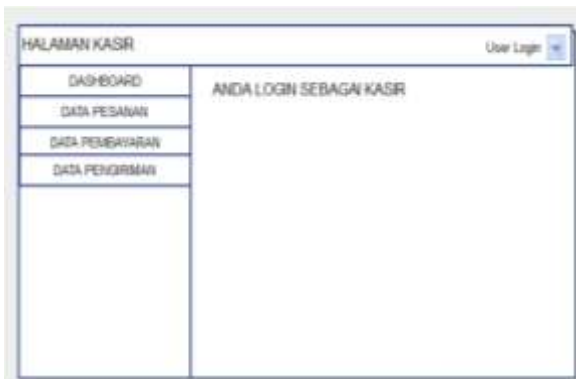 HALAMAN KASIR
User Login
DASHBOARD
DATA PESANAN
DATA PEMBAYARAN
DATA PENGIRIMAN
ANDA LOGIN SEBAGAI KASIR